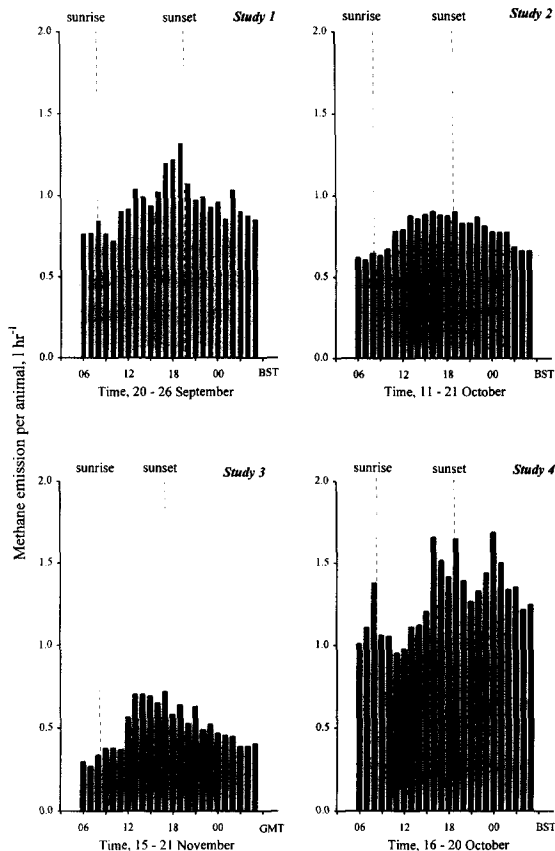 sunrise sunset Study 1
2.0
1.5
1.0
0.5
0.0
06 12 18 00 BST
Time, 20 - 26 September
sunrise sunset Study 2
2.0
1.5
1.0
0.5
0.0
06 12 18 00 BST
Time, 11 - 21 October
Methane emission per animal, l hr⁻¹
sunrise sunset Study 3
2.0
1.5
1.0
0.5
0.0
06 12 18 00 GMT
Time, 15 - 21 November
sunrise sunset Study 4
2.0
1.5
1.0
0.5
0.0
06 12 18 00 BST
Time, 16 - 20 October